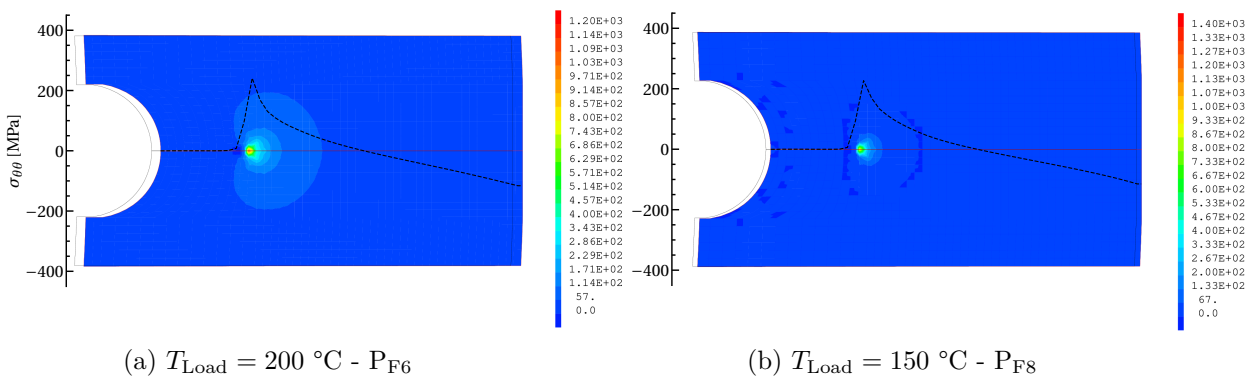 400
200
0
−200
−400
σθθ [MPa]
1.20E+03
1.14E+03
1.09E+03
1.03E+03
9.71E+02
9.14E+02
8.57E+02
8.00E+02
7.43E+02
6.86E+02
6.29E+02
5.71E+02
5.14E+02
4.57E+02
4.00E+02
3.43E+02
2.86E+02
2.29E+02
1.71E+02
1.14E+02
57.
0.0
(a) TLoad = 200 °C - PF6
400
200
0
−200
−400
1.40E+03
1.33E+03
1.27E+03
1.20E+03
1.13E+03
1.07E+03
1.00E+03
9.33E+02
8.67E+02
8.00E+02
7.33E+02
6.67E+02
6.00E+02
5.33E+02
4.67E+02
4.00E+02
3.33E+02
2.67E+02
2.00E+02
1.33E+02
67.
0.0
(b) TLoad = 150 °C - PF8